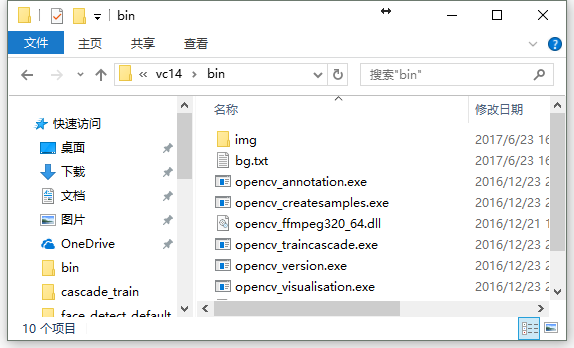 bin
文件 主页 共享 查看
« vc14 bin 搜索"bin"
名称 修改日期
快速访问
桌面
下载
文档
图片
OneDrive
bin
cascade_train
face_detect_default
img 2017/6/23 16
bg.txt 2017/6/23 16
opencv_annotation.exe 2016/12/23 2
opencv_createsamples.exe 2016/12/23 2
opencv_ffmpeg320_64.dll 2016/12/21 1
opencv_traincascade.exe 2016/12/23 2
opencv_version.exe 2016/12/23 2
opencv_visualisation.exe 2016/12/23 2
10 个项目